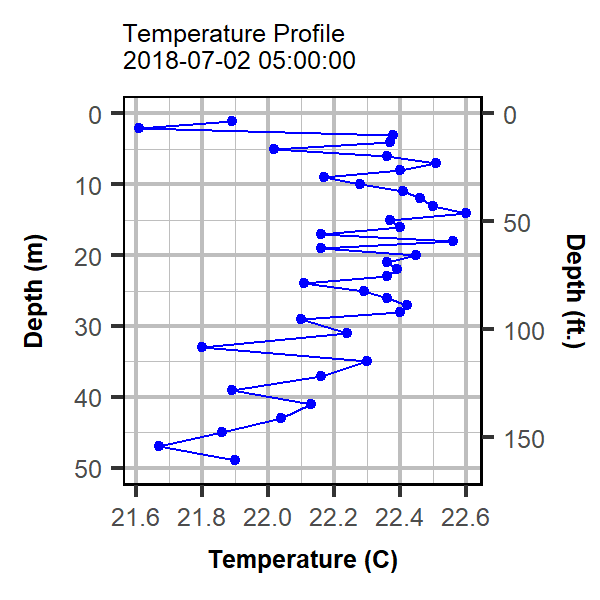 Temperature Profile
2018-07-02 05:00:00
0
10
20
30
40
50
Depth (m)
0
50
100
150
Depth (ft.)
21.6 21.8 22.0 22.2 22.4 22.6
Temperature (C)